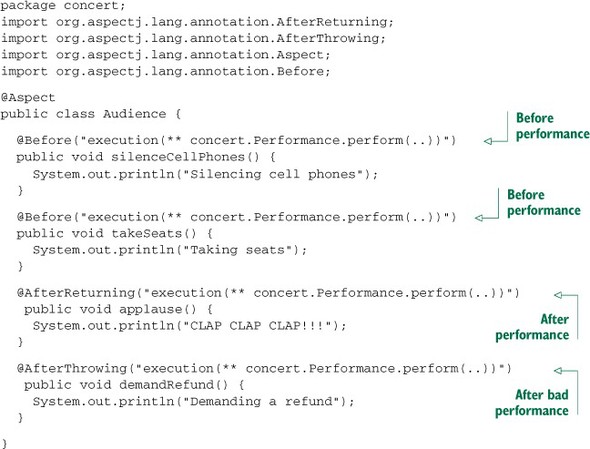 package concert;
import org.aspectj.lang.annotation.AfterReturning;
import org.aspectj.lang.annotation.AfterThrowing;
import org.aspectj.lang.annotation.Aspect;
import org.aspectj.lang.annotation.Before;
@Aspect
public class Audience {
@Before("execution(** concert.Performance.perform(..))")
Before
performance
public void silenceCellPhones() {
System.out.println("Silencing cell phones");
}
@Before("execution(** concert.Performance.perform(..))")
Before
performance
public void takeSeats() {
System.out.println("Taking seats");
}
@AfterReturning("execution(** concert.Performance.perform(..))")
public void applause() {
System.out.println("CLAP CLAP CLAP!!!");
}
After
performance
@AfterThrowing("execution(** concert.Performance.perform(..))")
public void demandRefund() {
System.out.println("Demanding a refund");
}
After bad
performance
}